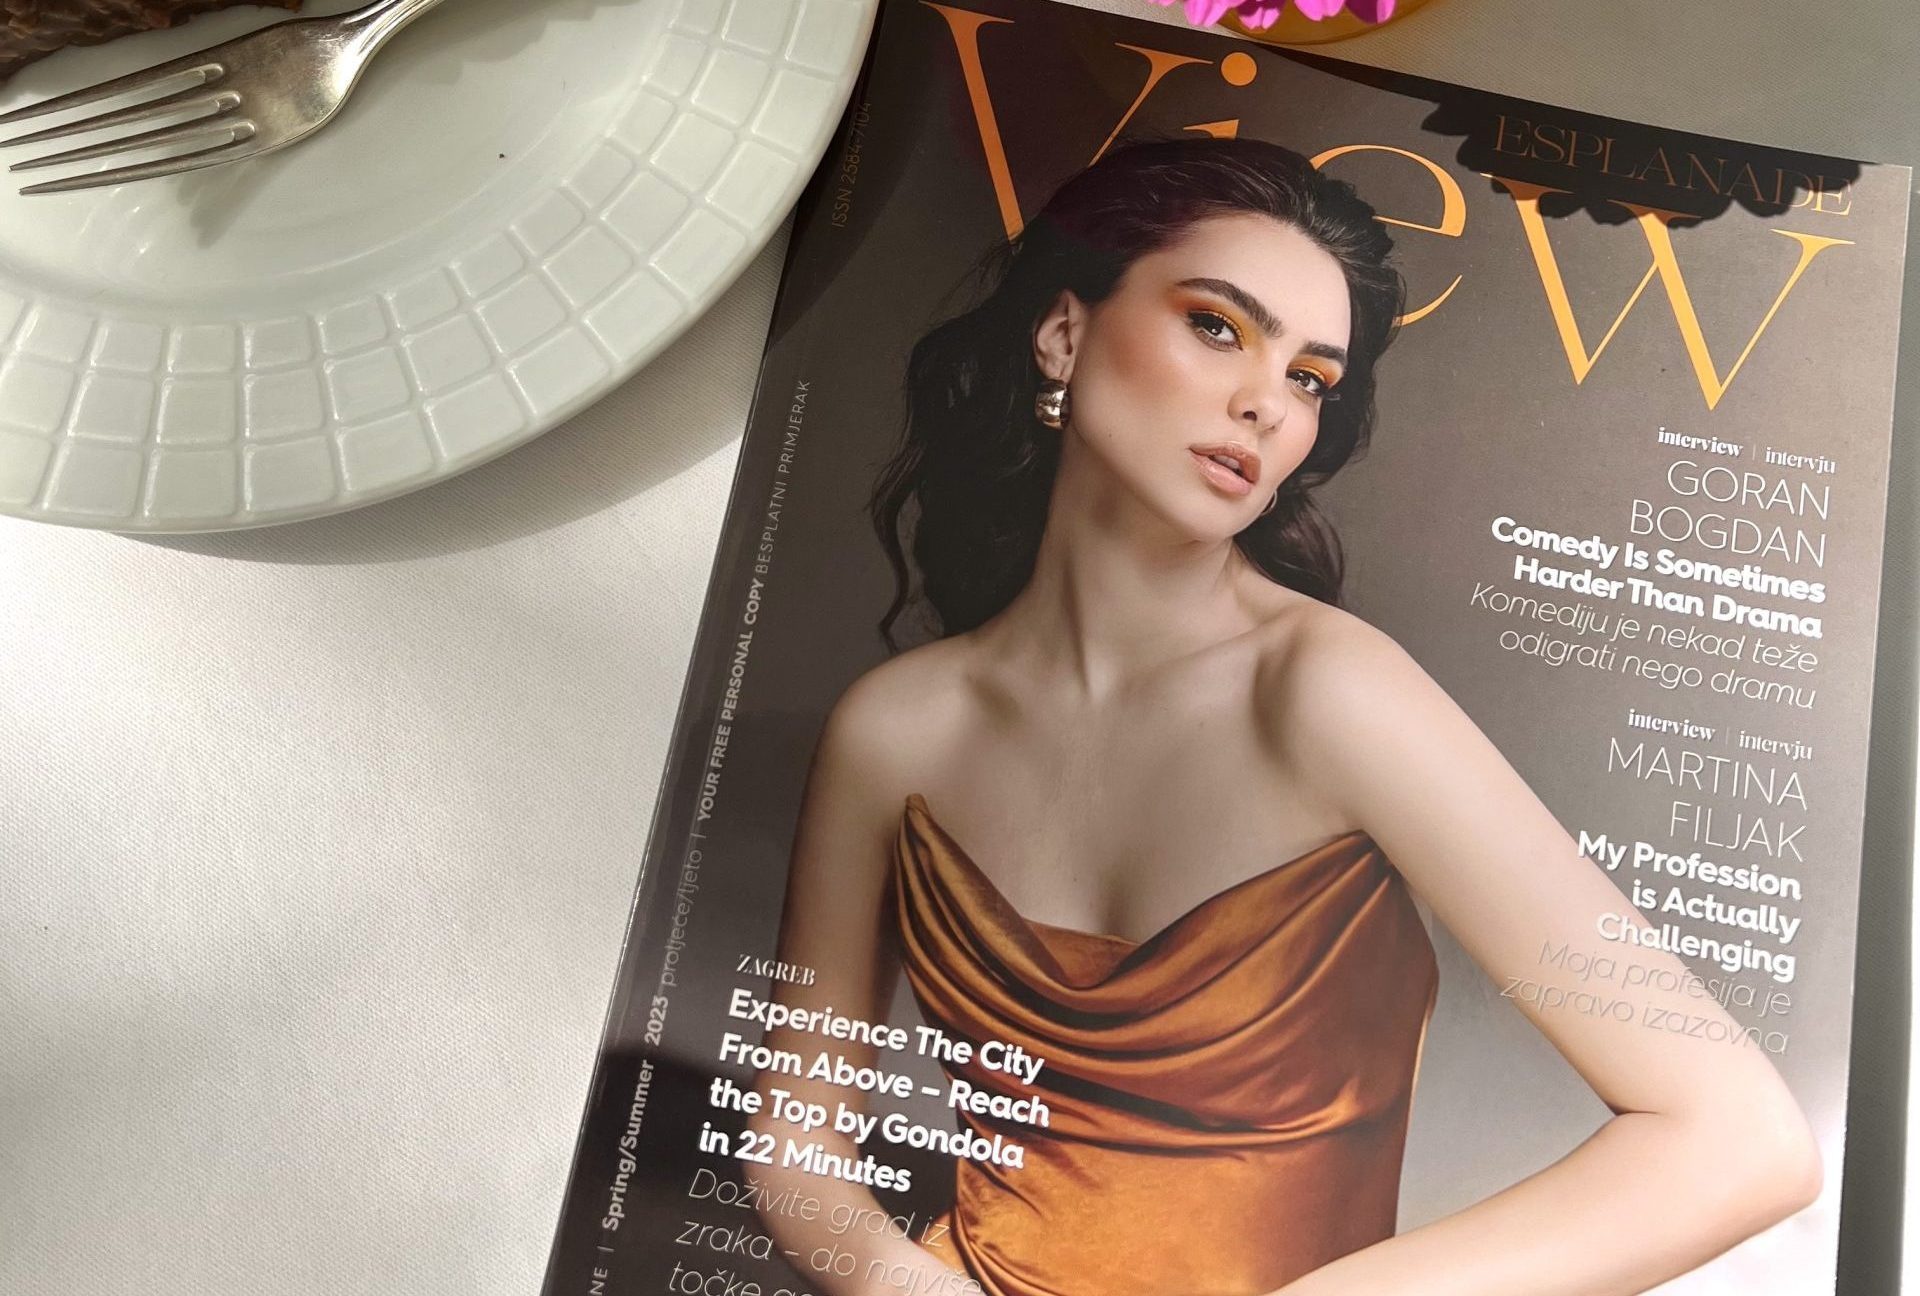 View
ESPLANADE
ISSN 2584-7104
interview | intervju
GORAN
BOGDAN
Comedy Is Sometimes
Harder Than Drama
Komediju je nekad teže
odigrati nego dramu
interview | intervju
MARTINA
FILJAK
My Profession
is Actually
Challenging
Moja profesija je
zapravo izazovna
ZAGREB
Experience The City
From Above – Reach
the Top by Gondola
in 22 Minutes
Doživite grad iz
zraka – do najviše
točke
NE | Spring/Summer 2023 proljeće/ljeto | YOUR FREE PERSONAL COPY BESPLATNI PRIMJERAK